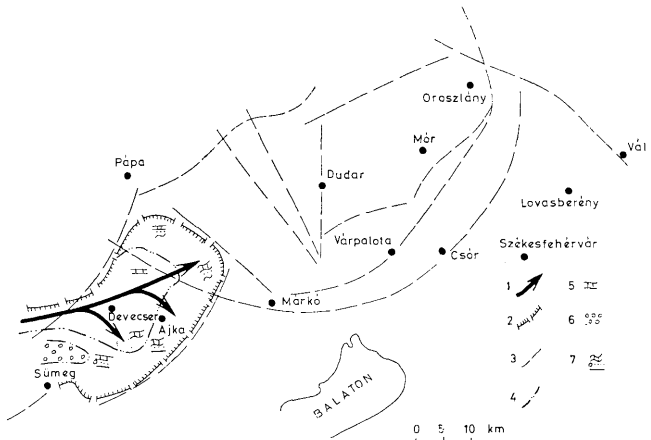 Oroszlány
Mór
Vál
Pápa
Dudar
Lovasberény
Várpalota
Csór
Székesfehérvár
Markó
Devecser
Ajka
Sümeg
BALATON
1
2
3
4
5
6
7
0 5 10 km